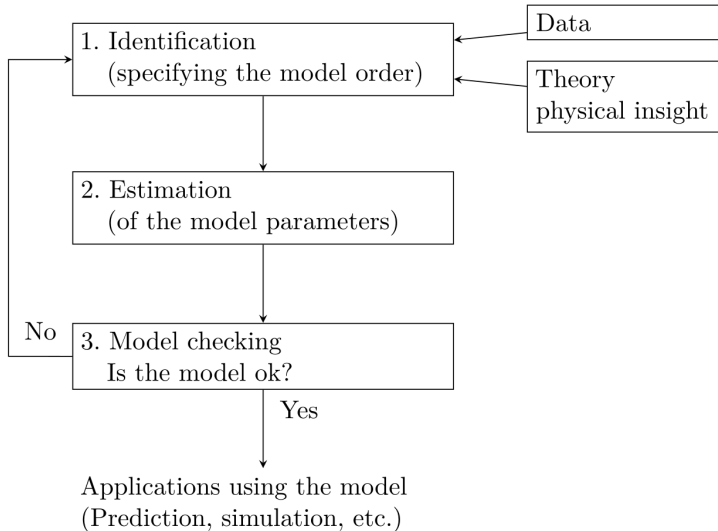 1. Identification
(specifying the model order)
Data
Theory
physical insight
2. Estimation
(of the model parameters)
No
3. Model checking
Is the model ok?
Yes
Applications using the model
(Prediction, simulation, etc.)